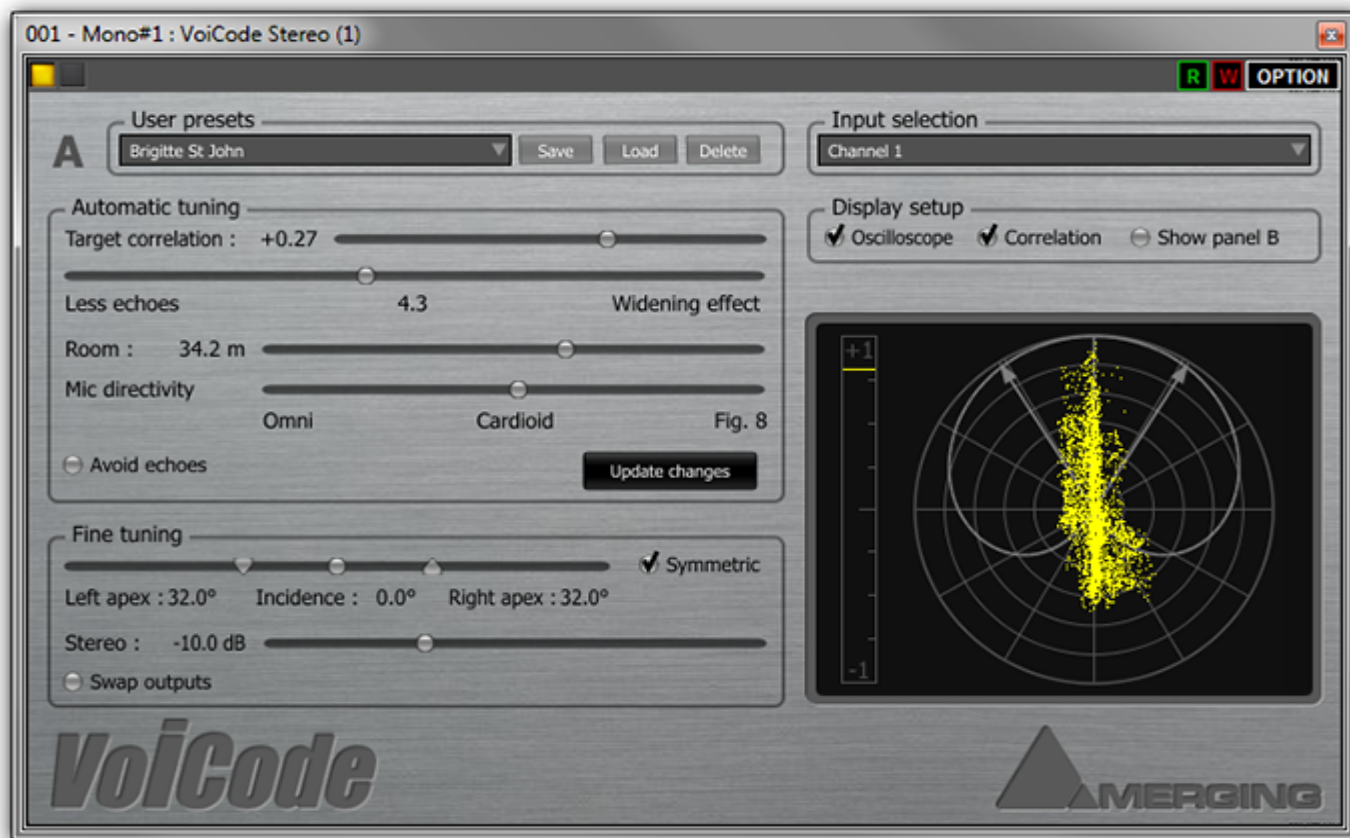 001 - Mono#1 : VoiCode Stereo (1)
R W OPTION
A
User presets
Brigitte St John
Save Load Delete
Input selection
Channel 1
Automatic tuning
Target correlation : +0.27
Less echoes 4.3 Widening effect
Room : 34.2 m
Mic directivity
Omni Cardioid Fig. 8
Avoid echoes
Update changes
Display setup
Oscilloscope Correlation Show panel B
+1
-1
Fine tuning
Symmetric
Left apex : 32.0° Incidence : 0.0° Right apex : 32.0°
Stereo : -10.0 dB
Swap outputs
VoiCode
MERGING